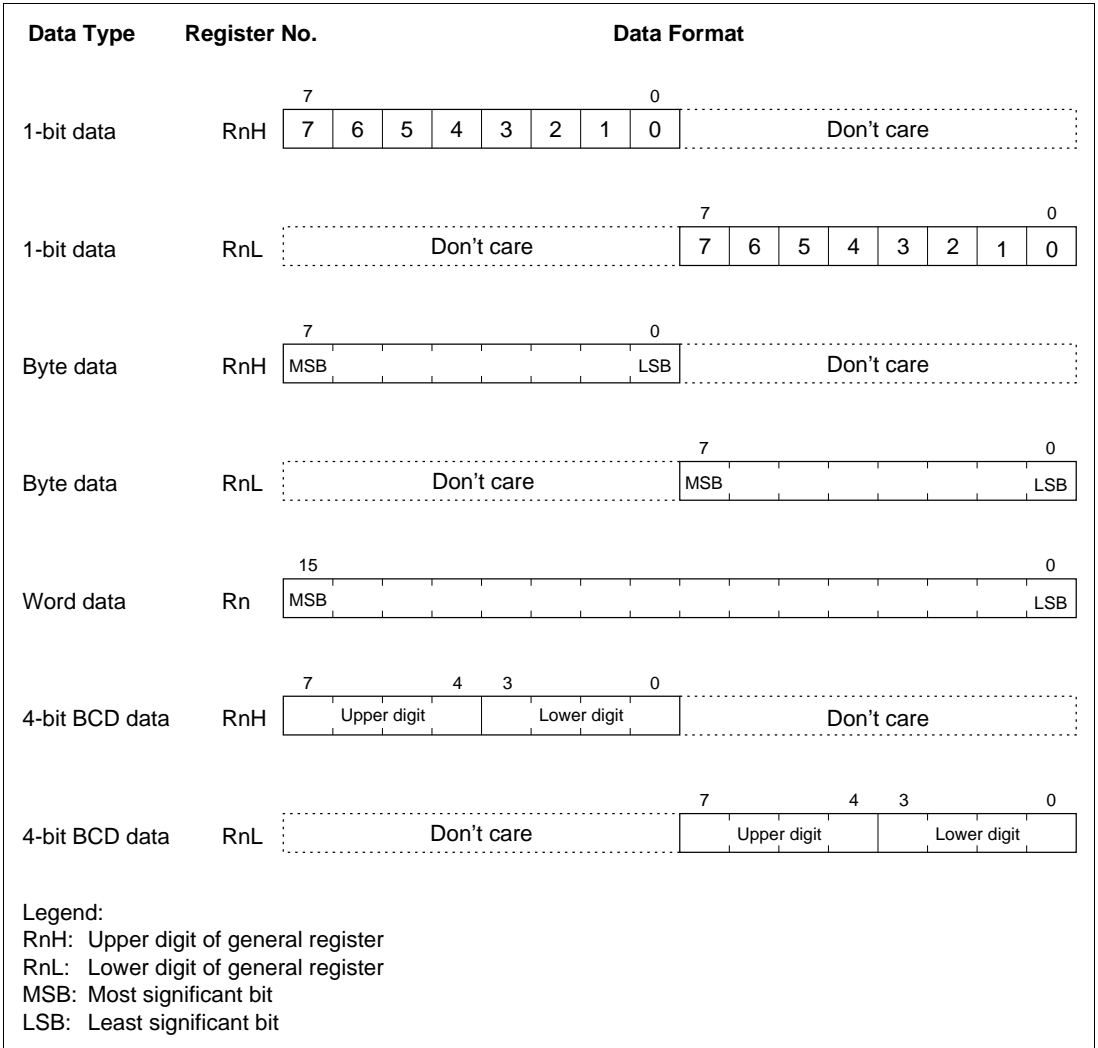 Data Type Register No. Data Format
7 0
1-bit data RnH 7 6 5 4 3 2 1 0 Don't care
7 0
1-bit data RnL Don't care 7 6 5 4 3 2 1 0
7 0
Byte data RnH MSB LSB Don't care
7 0
Byte data RnL Don't care MSB LSB
15 0
Word data Rn MSB LSB
7 4 3 0
4-bit BCD data RnH Upper digit Lower digit Don't care
7 4 3 0
4-bit BCD data RnL Don't care Upper digit Lower digit
Legend:
RnH: Upper digit of general register
RnL: Lower digit of general register
MSB: Most significant bit
LSB: Least significant bit